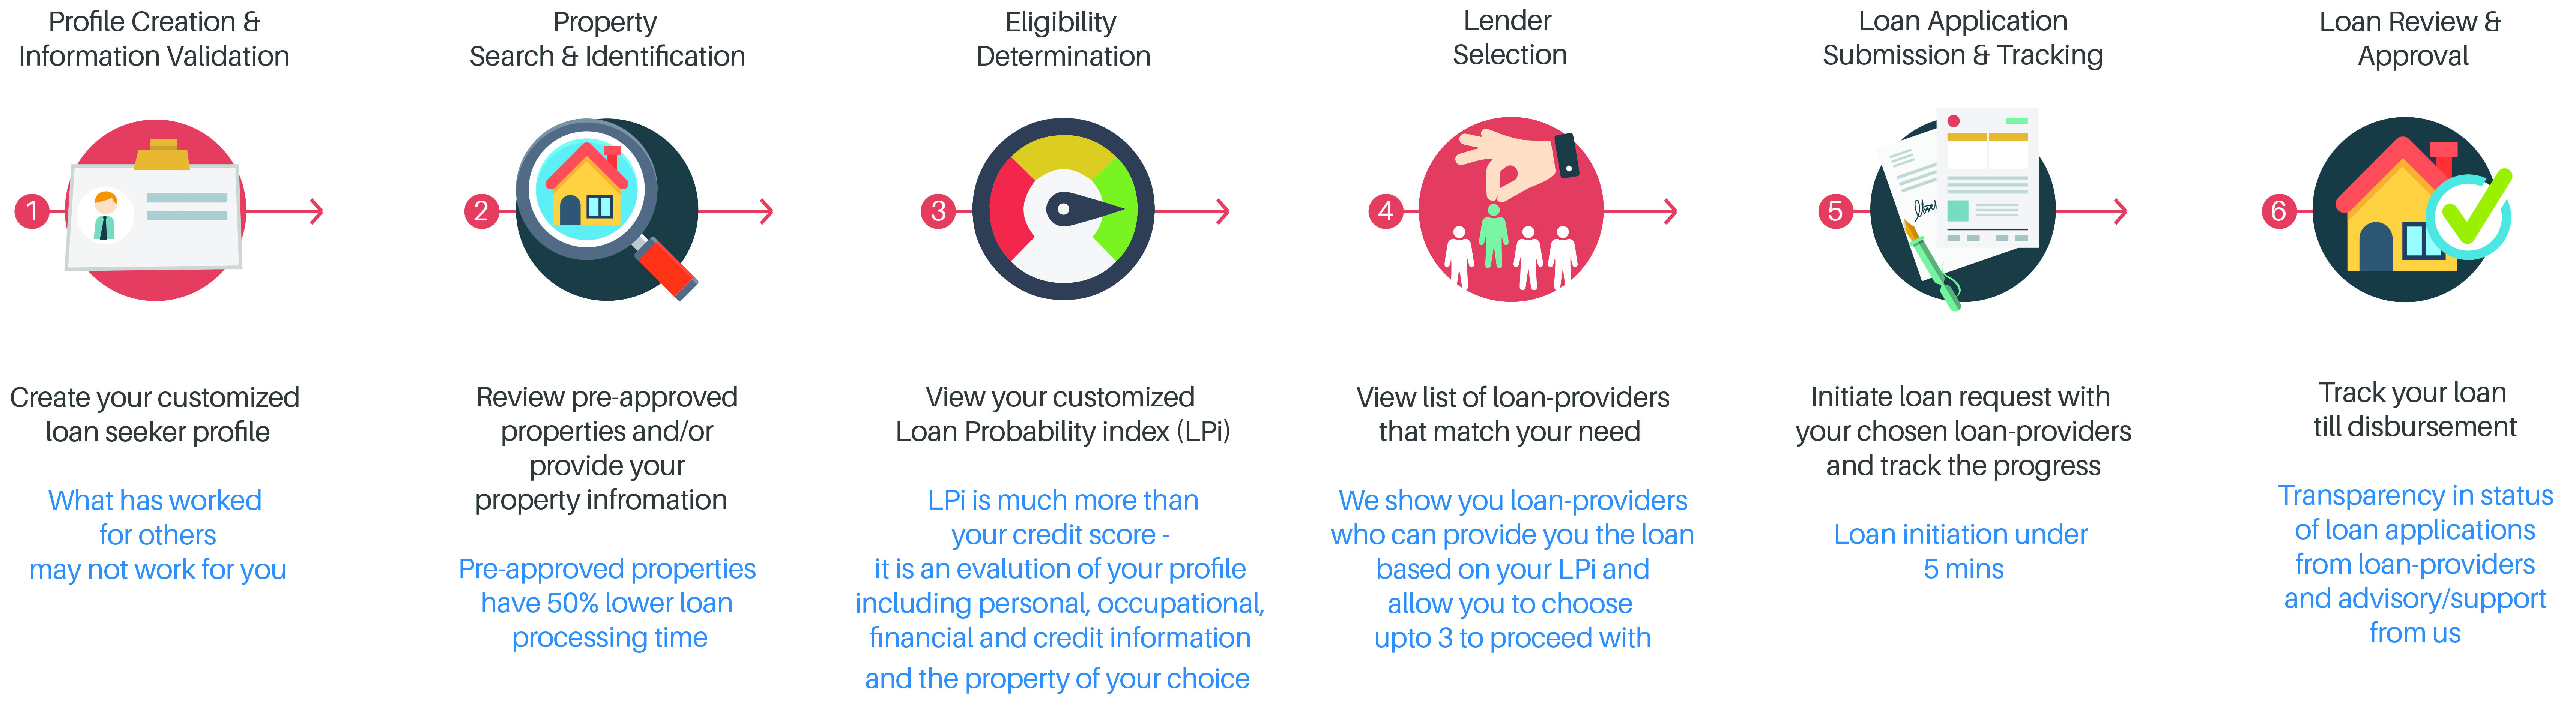 Profile Creation &
Information Validation
1
Create your customized
loan seeker profile
What has worked
for others
may not work for you
Property
Search & Identification
2
Review pre-approved
properties and/or
provide your
property infromation
Pre-approved properties
have 50% lower loan
processing time
Eligibility
Determination
3
View your customized
Loan Probability index (LPi)
LPi is much more than
your credit score -
it is an evalution of your profile
including personal, occupational,
financial and credit information
and the property of your choice
Lender
Selection
4
View list of loan-providers
that match your need
We show you loan-providers
who can provide you the loan
based on your LPi and
allow you to choose
upto 3 to proceed with
Loan Application
Submission & Tracking
5
Initiate loan request with
your chosen loan-providers
and track the progress
Loan initiation under
5 mins
Loan Review &
Approval
6
Track your loan
till disbursement
Transparency in status
of loan applications
from loan-providers
and advisory/support
from us